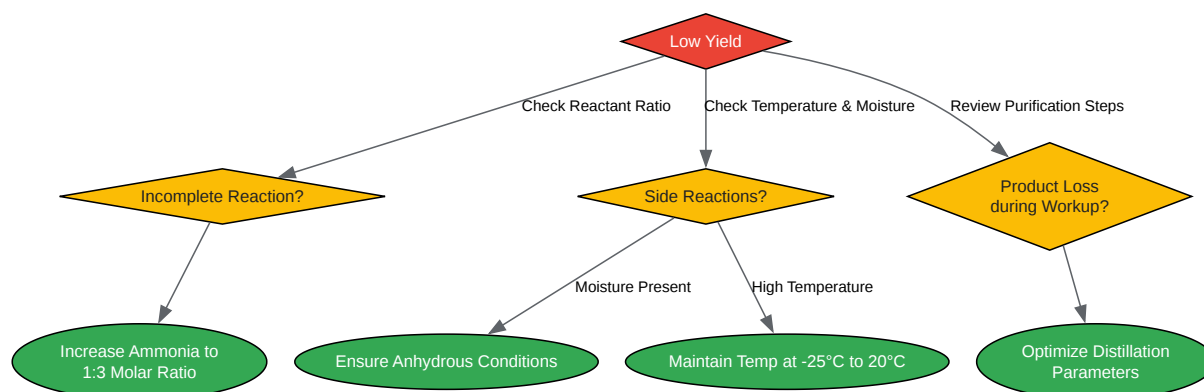 Low Yield
Check Reactant Ratio
Check Temperature & Moisture
Review Purification Steps
Incomplete Reaction?
Side Reactions?
Product Loss
during Workup?
Moisture Present
High Temperature
Increase Ammonia to
1:3 Molar Ratio
Ensure Anhydrous Conditions
Maintain Temp at -25°C to 20°C
Optimize Distillation
Parameters